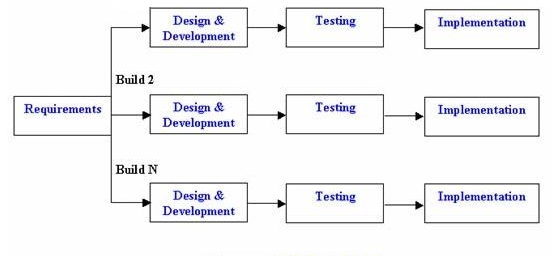 Design &
Development
Testing
Implementation
Build 2
Requirements
Design &
Development
Testing
Implementation
Build N
Design &
Development
Testing
Implementation